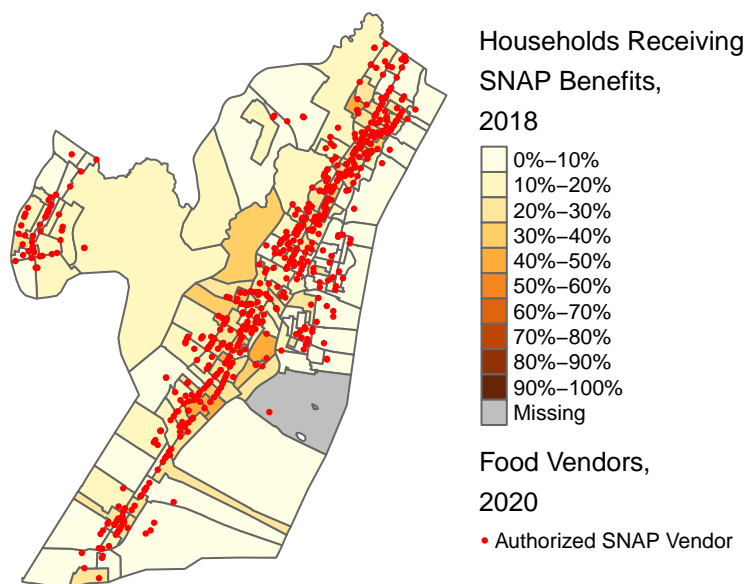 Households Receiving
SNAP Benefits,
2018
0%–10%
10%–20%
20%–30%
30%–40%
40%–50%
50%–60%
60%–70%
70%–80%
80%–90%
90%–100%
Missing
Food Vendors,
2020
Authorized SNAP Vendor